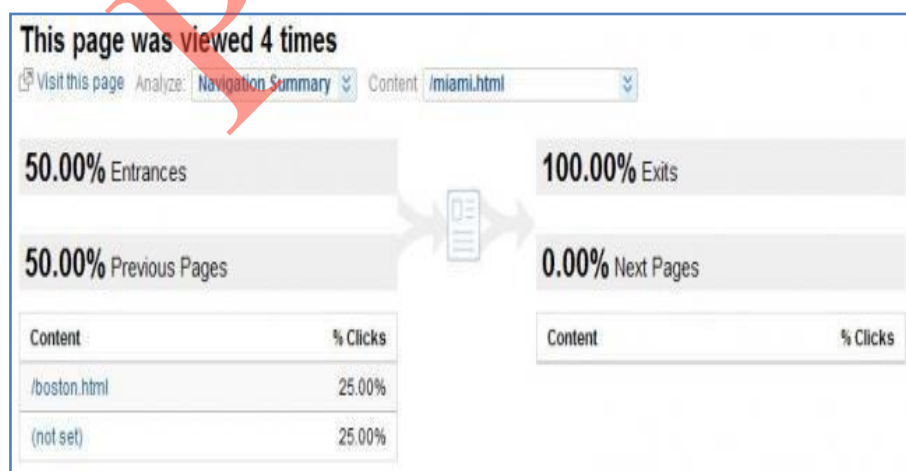 This page was viewed 4 times
Visit this page Analyze: Navigation Summary Content /miami.html
50.00% Entrances
100.00% Exits
50.00% Previous Pages
0.00% Next Pages
Content % Clicks
Content % Clicks
/boston.html 25.00%
(not set) 25.00%